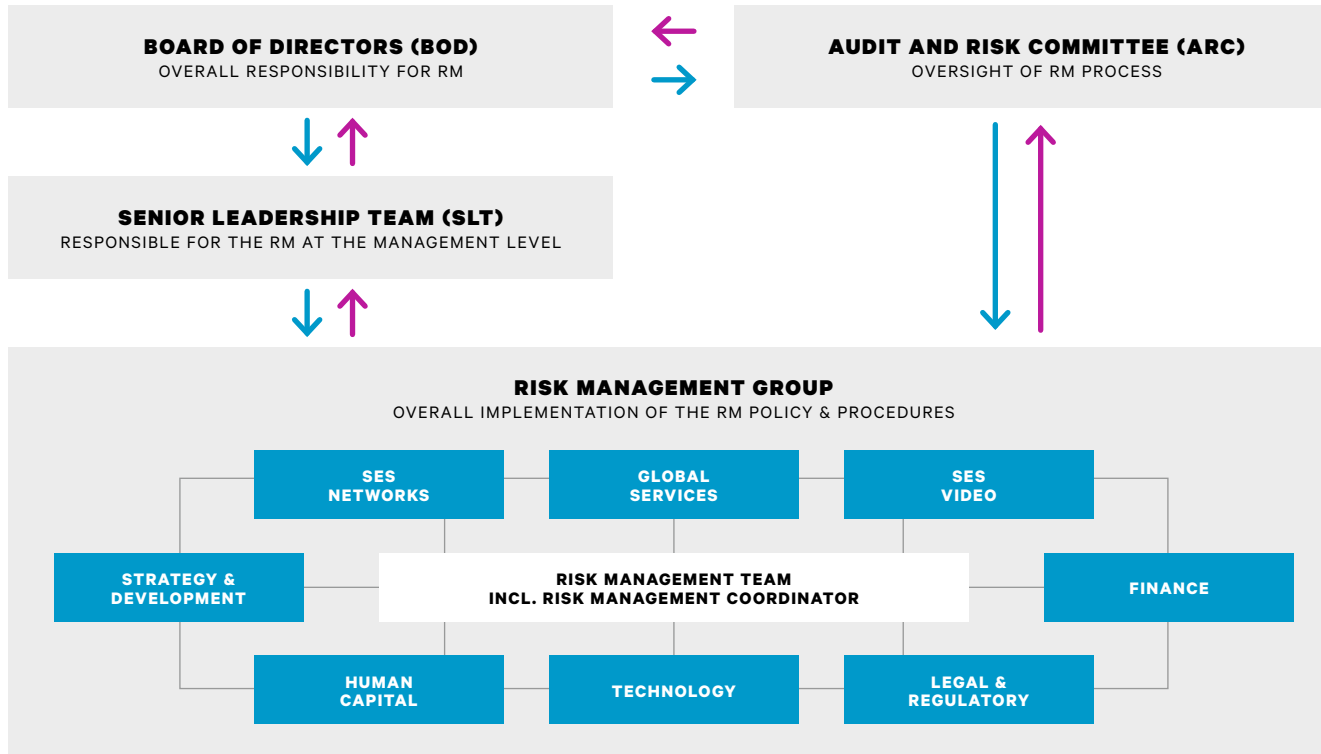 BOARD OF DIRECTORS (BOD)
OVERALL RESPONSIBILITY FOR RM
AUDIT AND RISK COMMITTEE (ARC)
OVERSIGHT OF RM PROCESS
SENIOR LEADERSHIP TEAM (SLT)
RESPONSIBLE FOR THE RM AT THE MANAGEMENT LEVEL
RISK MANAGEMENT GROUP
OVERALL IMPLEMENTATION OF THE RM POLICY & PROCEDURES
SES
NETWORKS
GLOBAL
SERVICES
SES
VIDEO
STRATEGY &
DEVELOPMENT
RISK MANAGEMENT TEAM
INCL. RISK MANAGEMENT COORDINATOR
FINANCE
HUMAN
CAPITAL
TECHNOLOGY
LEGAL &
REGULATORY